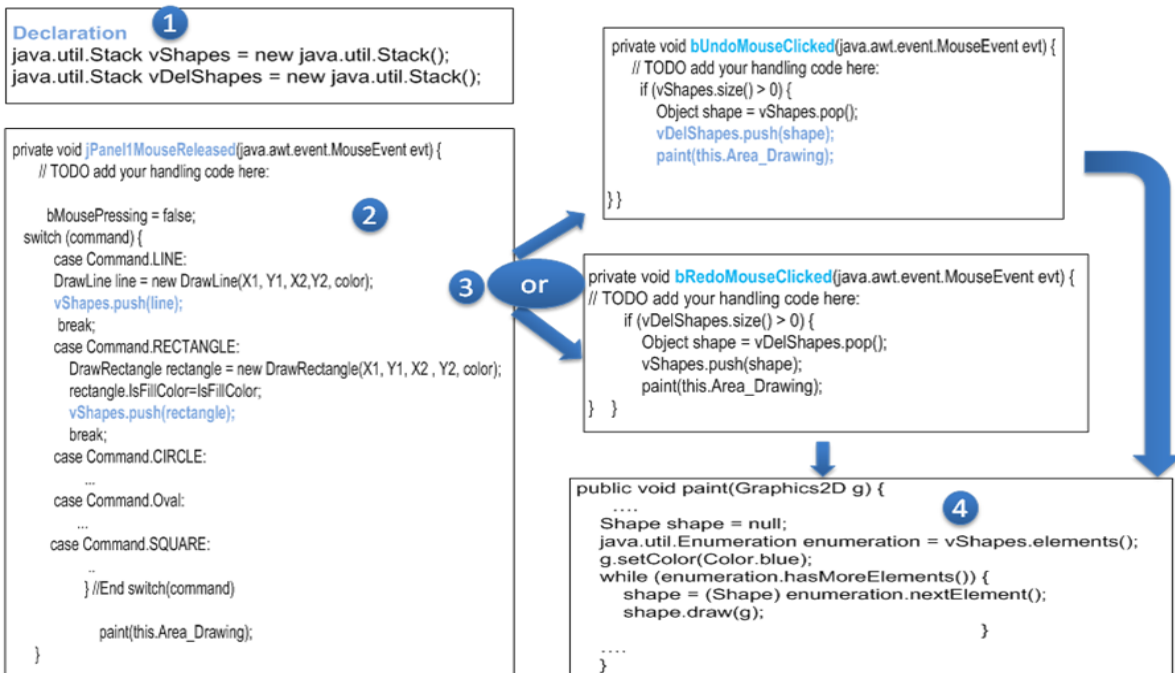 1
Declaration
java.util.Stack vShapes = new java.util.Stack();
java.util.Stack vDelShapes = new java.util.Stack();
private void jPanel1MouseReleased(java.awt.event.MouseEvent evt) {
// TODO add your handling code here:
2
bMousePressing = false;
switch (command) {
case Command.LINE:
DrawLine line = new DrawLine(X1, Y1, X2,Y2, color);
vShapes.push(line);
break;
case Command.RECTANGLE:
DrawRectangle rectangle = new DrawRectangle(X1, Y1, X2 , Y2, color);
rectangle.IsFillColor=IsFillColor;
vShapes.push(rectangle);
break;
case Command.CIRCLE:
...
case Command.Oval:
...
case Command.SQUARE:
..
} //End switch(command)
paint(this.Area_Drawing);
}
3
or
private void bUndoMouseClicked(java.awt.event.MouseEvent evt) {
// TODO add your handling code here:
if (vShapes.size() > 0) {
Object shape = vShapes.pop();
vDelShapes.push(shape);
paint(this.Area_Drawing);
} }
private void bRedoMouseClicked(java.awt.event.MouseEvent evt) {
// TODO add your handling code here:
if (vDelShapes.size() > 0) {
Object shape = vDelShapes.pop();
vShapes.push(shape);
paint(this.Area_Drawing);
} }
public void paint(Graphics2D g) {
4
....
Shape shape = null;
java.util.Enumeration enumeration = vShapes.elements();
g.setColor(Color.blue);
while (enumeration.hasMoreElements()) {
shape = (Shape) enumeration.nextElement();
shape.draw(g);
}
....
}